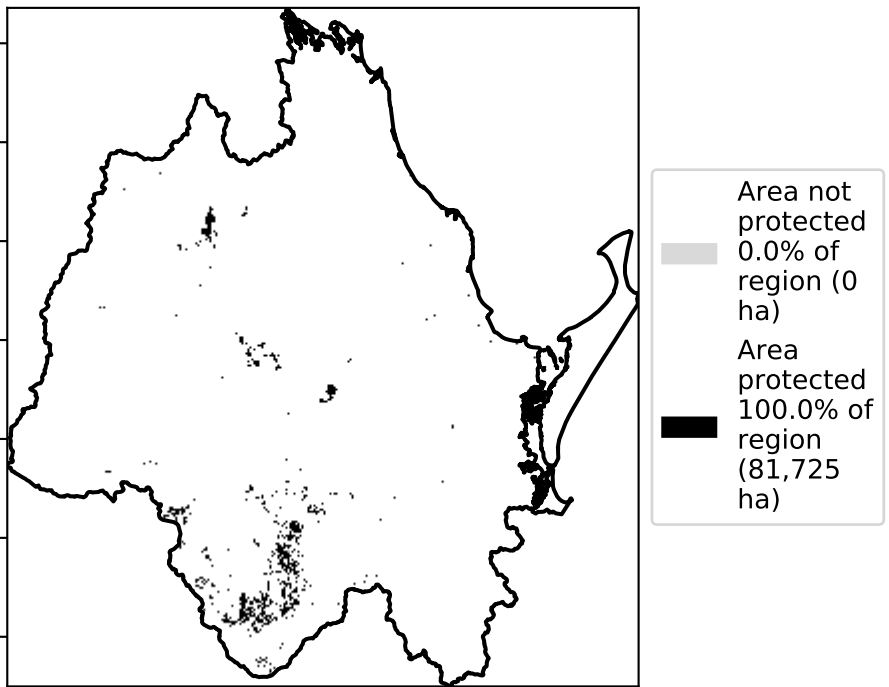 Area not
protected
0.0% of
region (0
ha)
Area
protected
100.0% of
region
(81,725
ha)